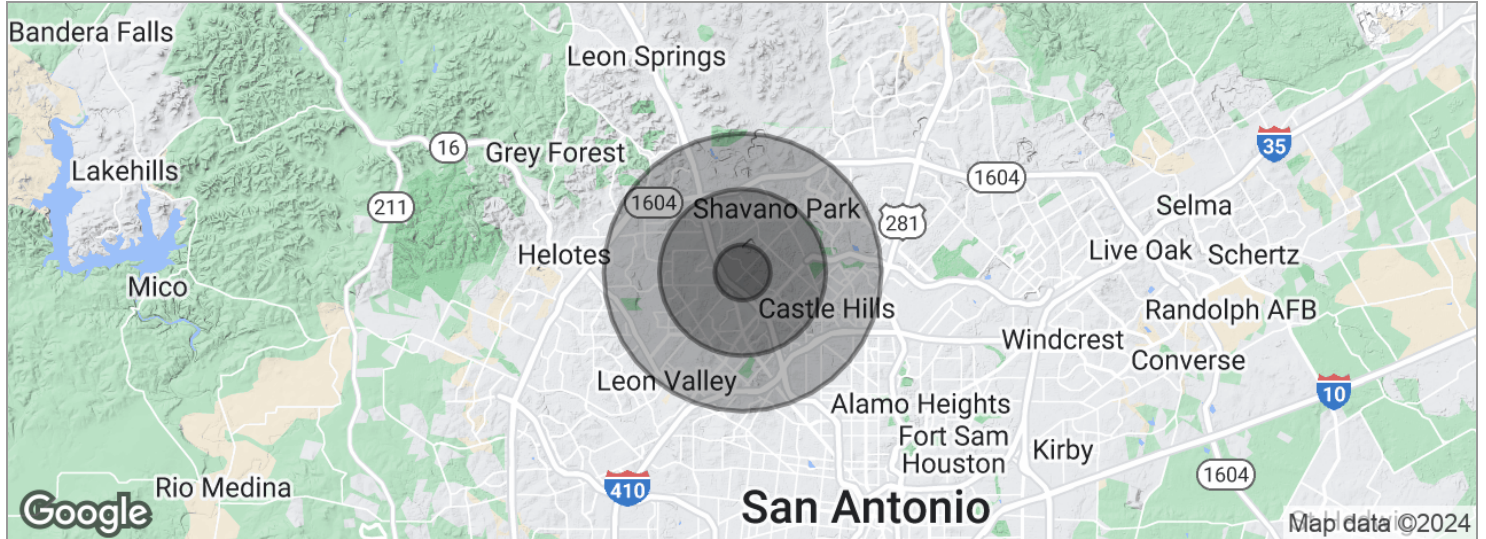 Bandera Falls
Leon Springs
35
16
Grey Forest
Lakehills
1604
211
1604
Shavano Park
Selma
281
Live Oak
Schertz
Helotes
Mico
Castle Hills
Randolph AFB
Windcrest
Converse
Leon Valley
10
Alamo Heights
Fort Sam
Houston
Kirby
1604
Rio Medina
410
San Antonio
Google
Map data ©2024